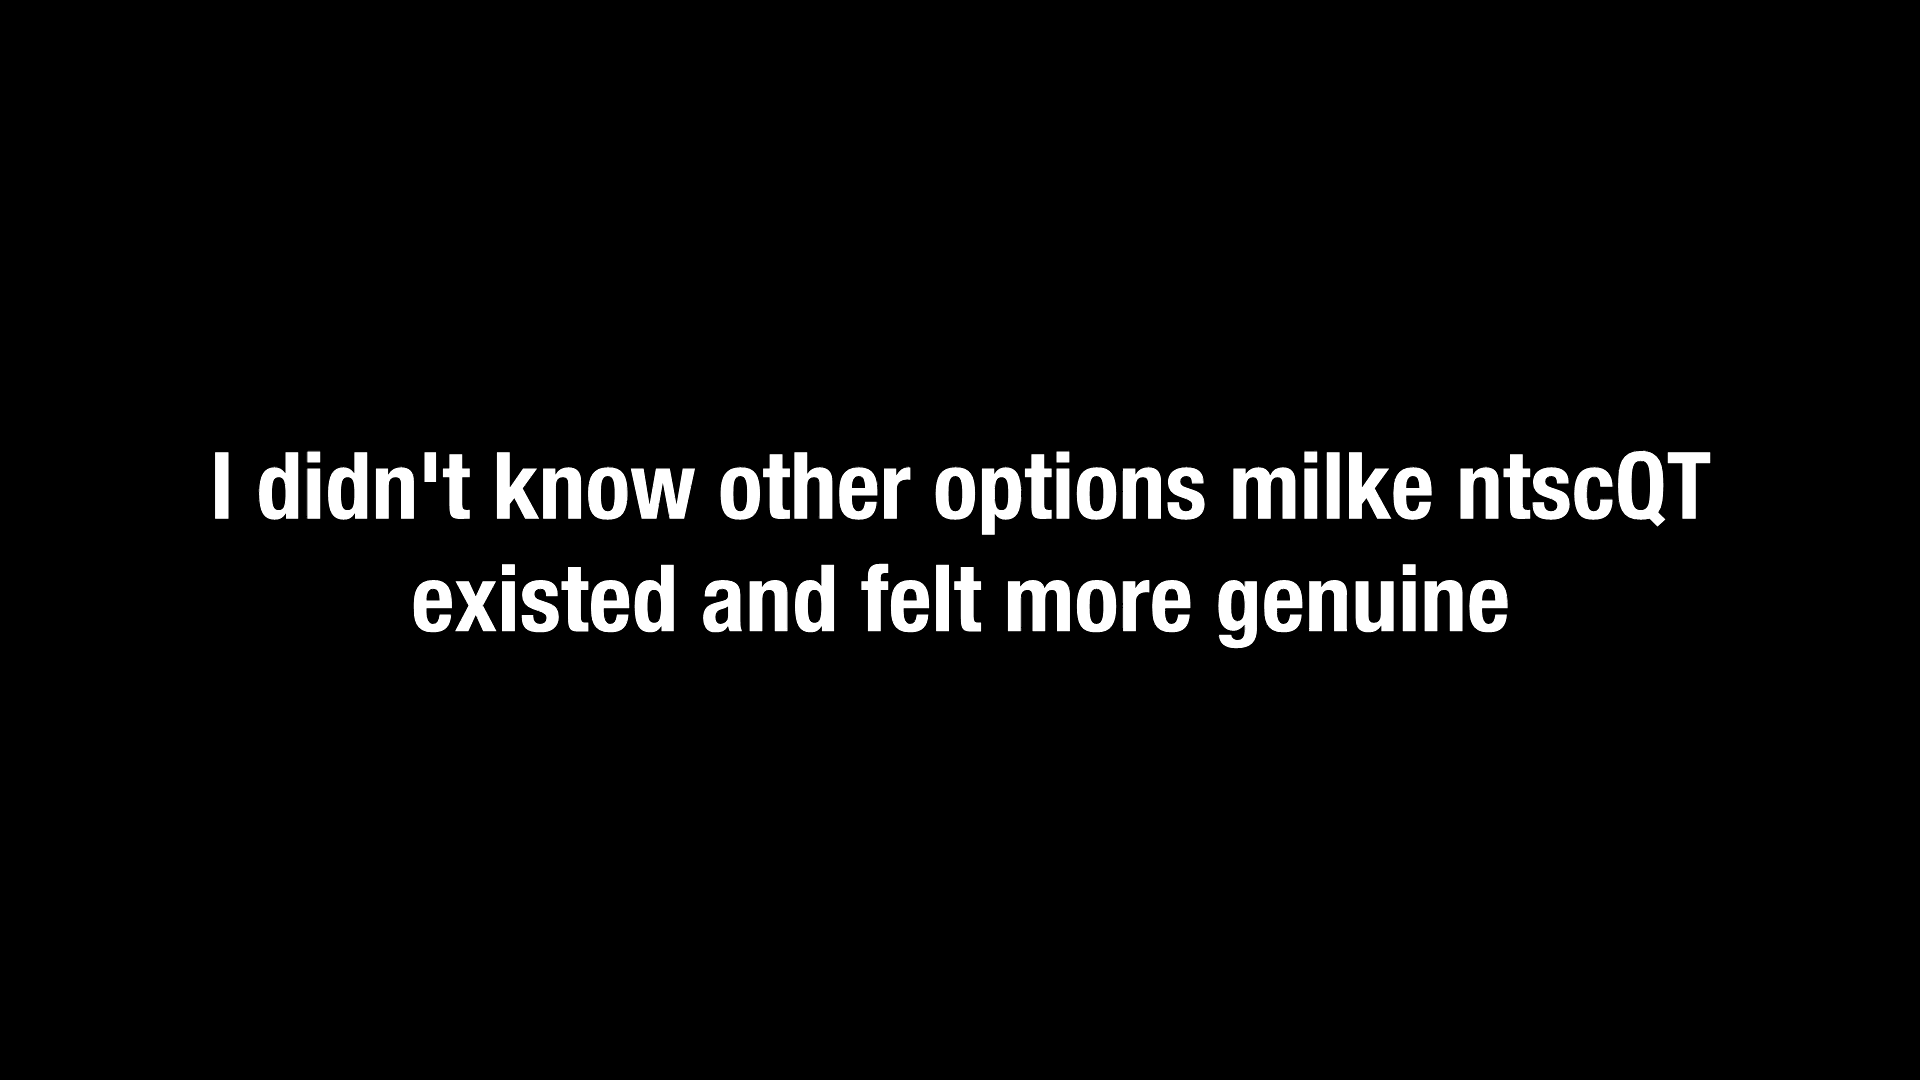 I didn't know other options milke ntscQT
existed and felt more genuine